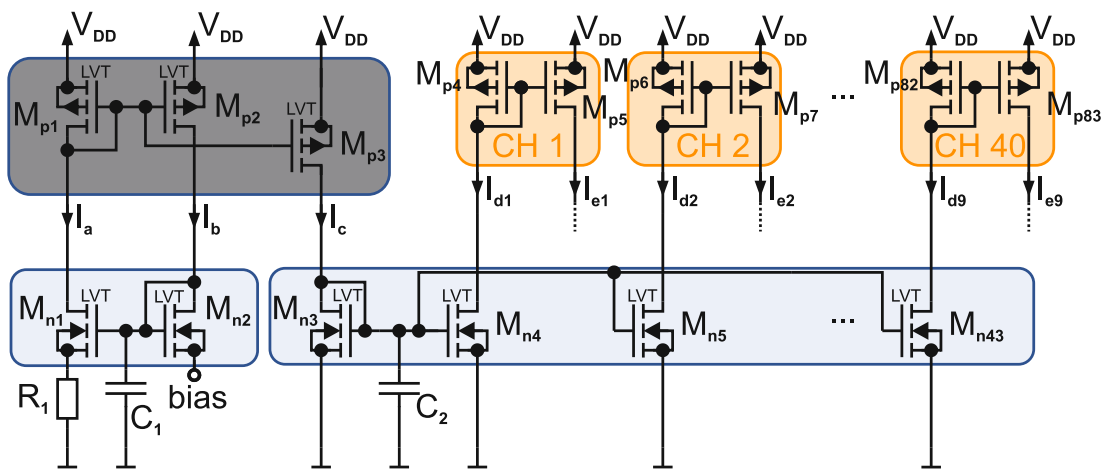 VDD VDD VDD VDD VDD VDD VDD VDD VDD
LVT LVT LVT
Mp1 Mp2 Mp3
Mp4 Mp5 Mp6 Mp7 ... Mp82 Mp83
CH 1 CH 2 CH 40
Ia Ib Ic Id1 Ie1 Id2 Ie2 Id9 Ie9
LVT LVT LVT LVT
Mn1 Mn2 Mn3 Mn4 Mn5 ... Mn43
R1 C1 bias C2